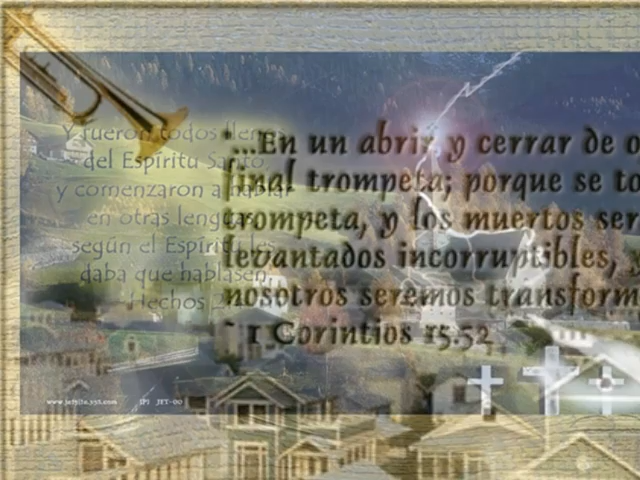 Y fueron todos llenos
del Espíritu Santo
y comenzaron a hablar
en otras lenguas
según el Espíritu les
daba que hablasen
Hechos 2
"...En un abrir y cerrar de o
final trompeta; porque se to
trompeta, y los muertos ser
levantados incorruptibles,
nosotros seremos transform
1 Corintios 15.52